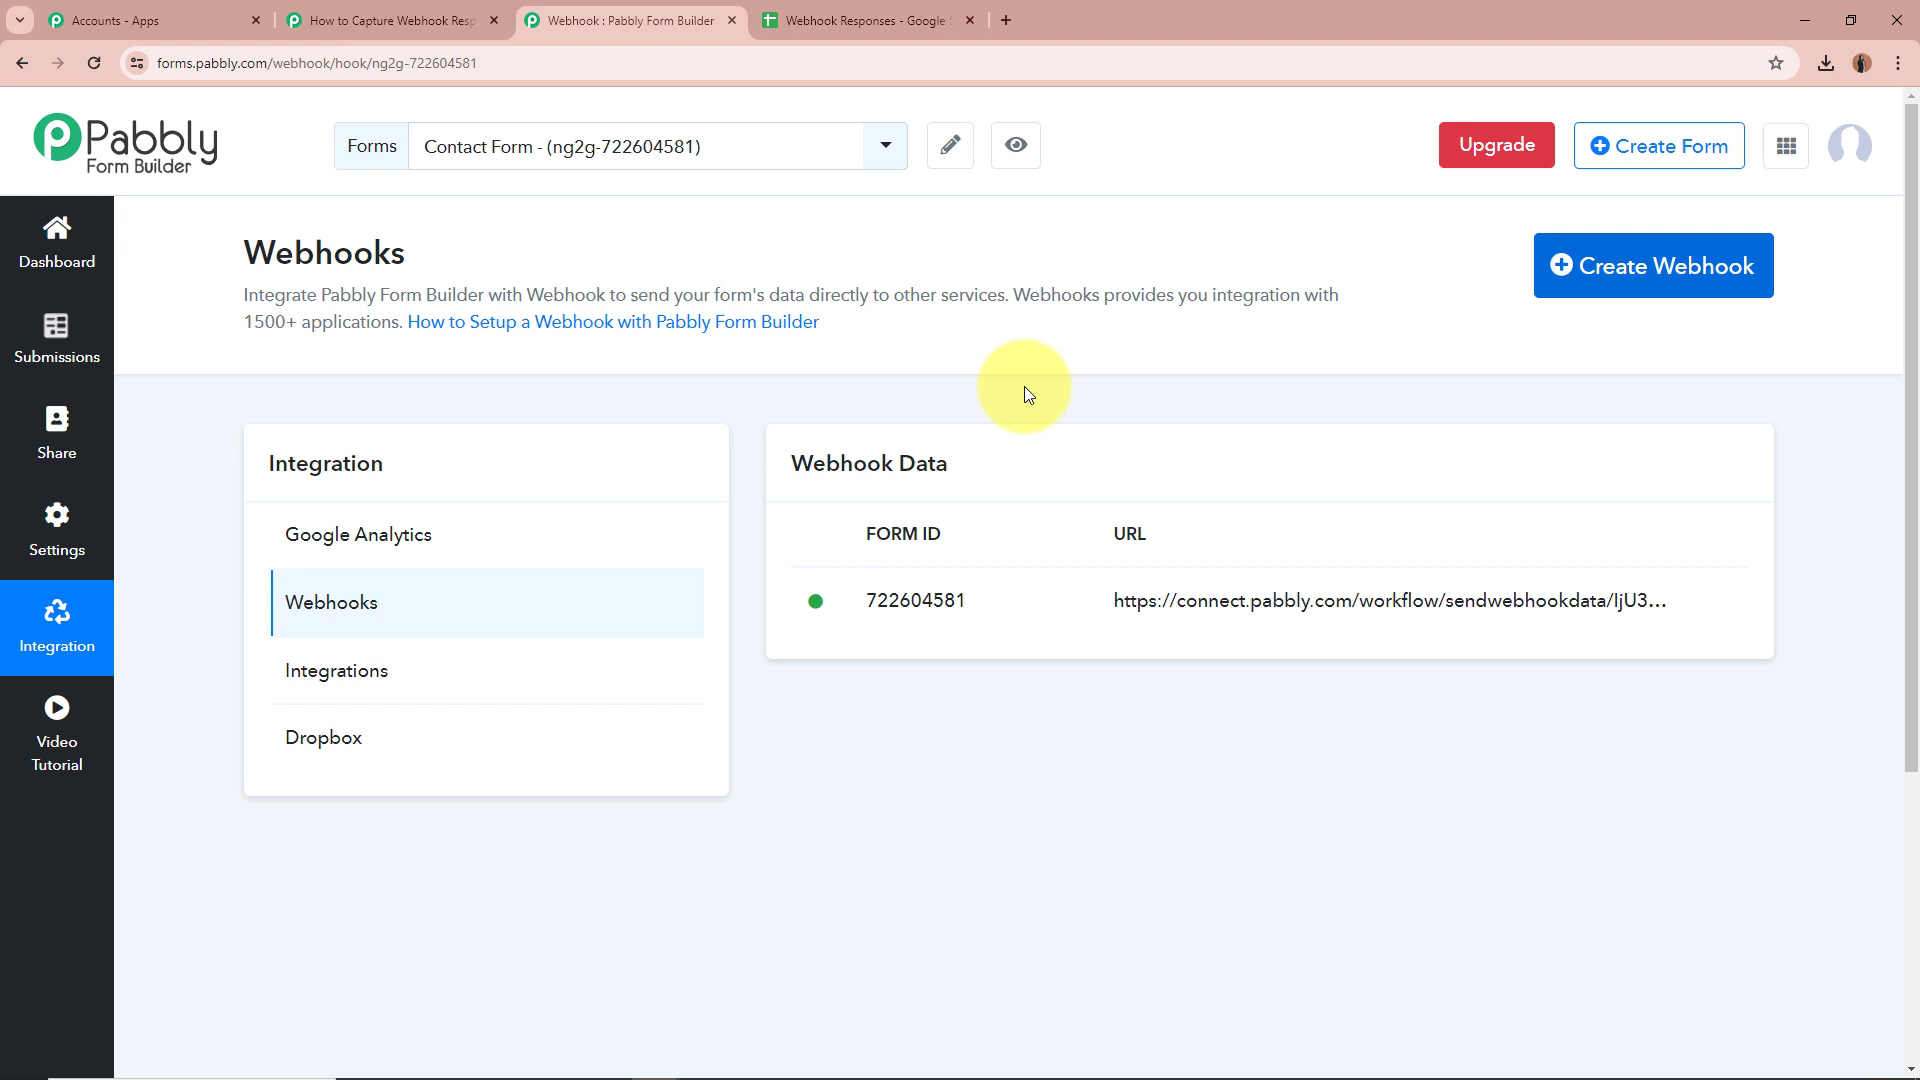 Accounts - Apps
How to Capture Webhook Resp
Webhook : Pabbly Form Builder
Webhook Responses - Google S
forms.pabbly.com/webhook/hook/ng2g-722604581
Pabbly
Form Builder
Forms
Contact Form - (ng2g-722604581)
Upgrade
Create Form
Dashboard
Submissions
Share
Settings
Integration
Video
Tutorial
Webhooks
Integrate Pabbly Form Builder with Webhook to send your form's data directly to other services. Webhooks provides you integration with
1500+ applications. How to Setup a Webhook with Pabbly Form Builder
Create Webhook
Integration
Google Analytics
Webhooks
Integrations
Dropbox
Webhook Data
FORM ID URL
722604581 https://connect.pabbly.com/workflow/sendwebhookdata/IjU3...